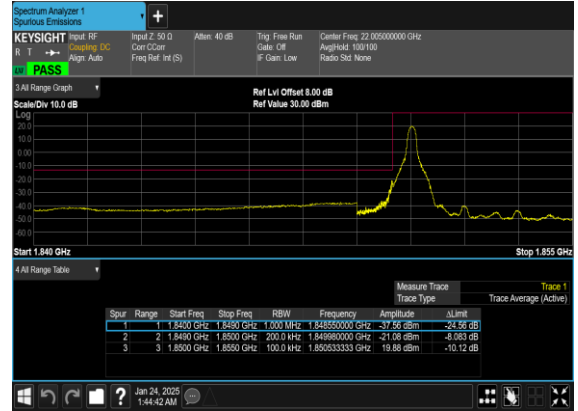 Spectrum Analyzer 1
Spurious Emissions
+
KEYSIGHT Input: RF Input Z: 50 Ω Atten: 40 dB Trig: Free Run Center Freq: 22.005000000 GHz
R T Coupling: DC Corr CCorr Gate: Off Avg|Hold: 100/100
Align: Auto Freq Ref: Int (S) IF Gain: Low Radio Std: None
PASS
3 All Range Graph
Ref Lvl Offset 8.00 dB
Scale/Div 10.0 dB Ref Value 30.00 dBm
Log
20.0
10.0
0.00
-10.0
-20.0
-30.0
-40.0
-50.0
-60.0
Start 1.840 GHz Stop 1.855 GHz
4 All Range Table
Measure Trace Trace 1
Trace Type Trace Average (Active)
Spur Range Start Freq Stop Freq RBW Frequency Amplitude ΔLimit
1 1 1.8400 GHz 1.8490 GHz 1.000 MHz 1.848550000 GHz -37.56 dBm -24.56 dB
2 2 1.8490 GHz 1.8500 GHz 200.0 kHz 1.849980000 GHz -21.08 dBm -8.083 dB
3 3 1.8500 GHz 1.8550 GHz 100.0 kHz 1.850533333 GHz 19.88 dBm -10.12 dB
? Jan 24, 2025
1:44:42 AM